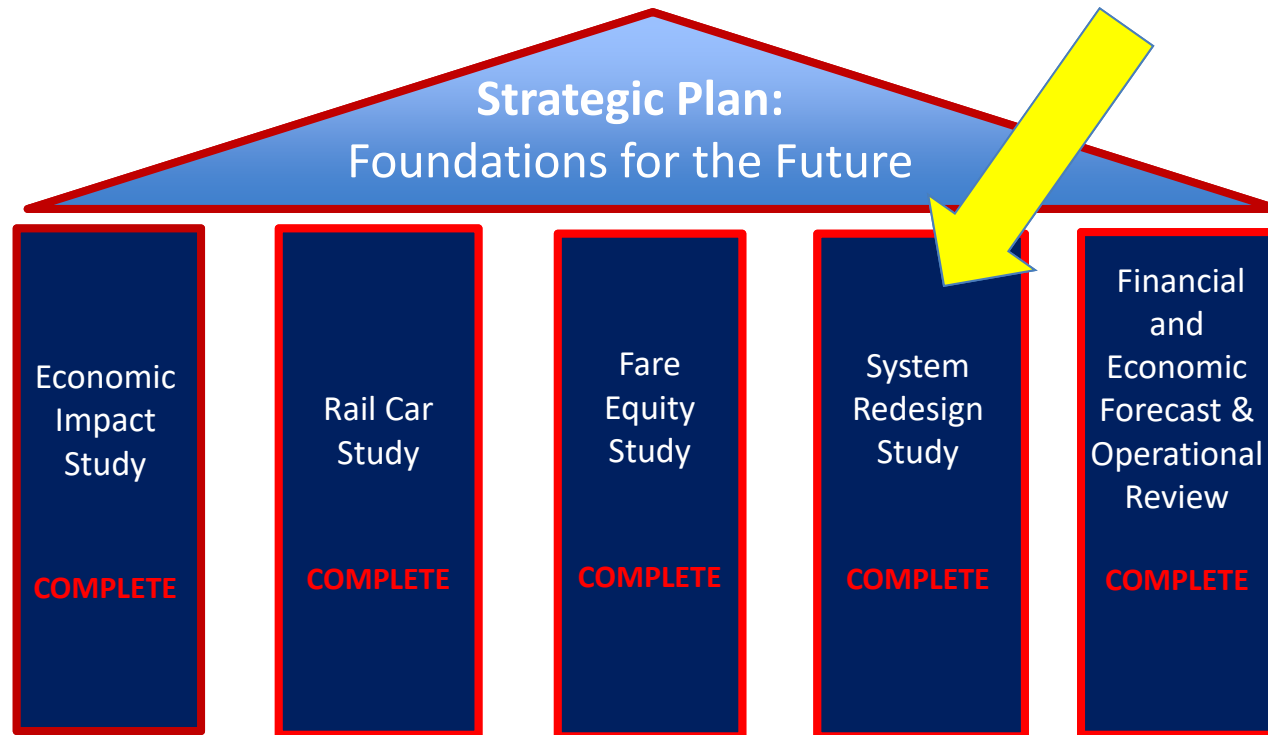 Strategic Plan:
Foundations for the Future
Economic
Impact
Study
COMPLETE
Rail Car
Study
COMPLETE
Fare
Equity
Study
COMPLETE
System
Redesign
Study
COMPLETE
Financial
and
Economic
Forecast &
Operational
Review
COMPLETE